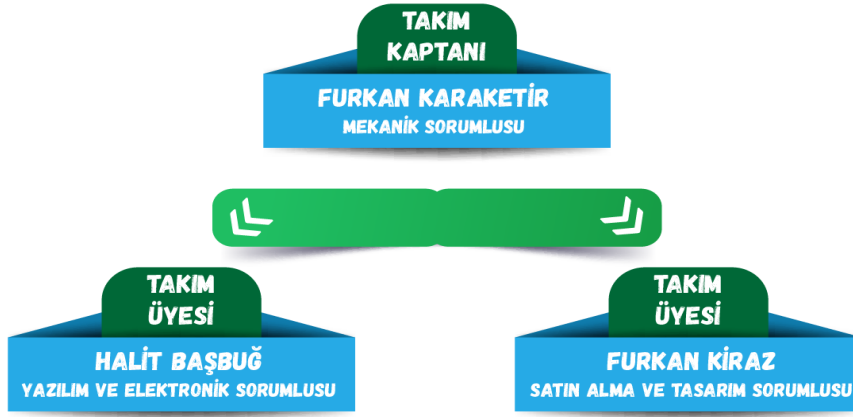 TAKIM
KAPTANI
FURKAN KARAKETİR
MEKANİK SORUMLUSU
TAKIM
ÜYESİ
HALİT BAŞBUĞ
YAZILIM VE ELEKTRONİK SORUMLUSU
TAKIM
ÜYESİ
FURKAN KİRAZ
SATIN ALMA VE TASARIM SORUMLUSU